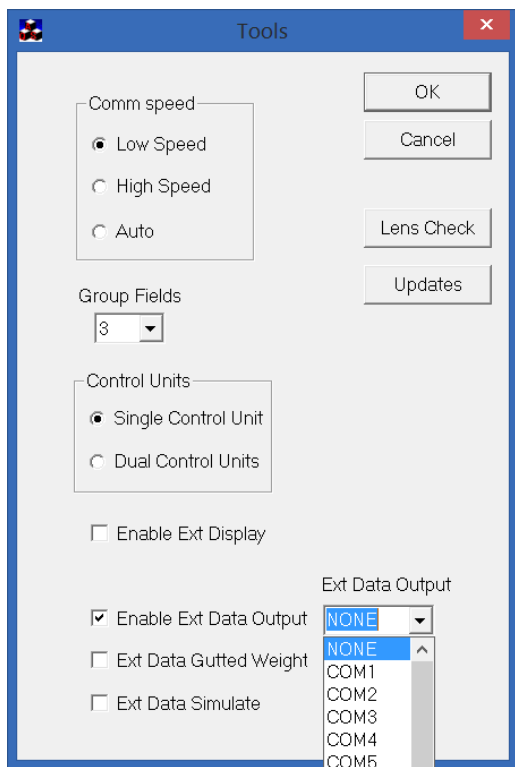 Tools
Comm speed
Low Speed
High Speed
Auto
OK
Cancel
Lens Check
Updates
Group Fields
3
Control Units
Single Control Unit
Dual Control Units
Enable Ext Display
Ext Data Output
Enable Ext Data Output
NONE
Ext Data Gutted Weight
Ext Data Simulate
NONE
COM1
COM2
COM3
COM4
COM5